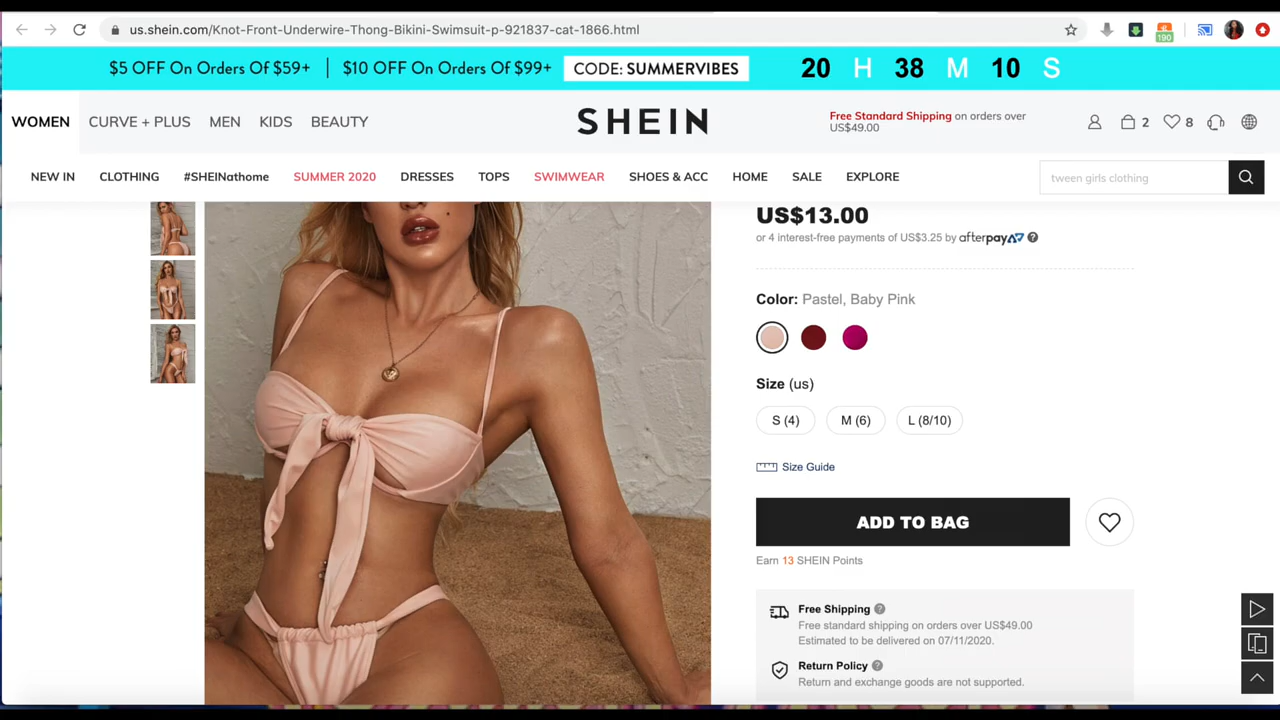 us.shein.com/Knot-Front-Underwire-Thong-Bikini-Swimsuit-p-921837-cat-1866.html
190
$5 OFF On Orders Of $59+ | $10 OFF On Orders Of $99+ CODE: SUMMERVIBES 20 H 38 M 10 S
WOMEN CURVE + PLUS MEN KIDS BEAUTY
SHEIN
Free Standard Shipping on orders over
US$49.00
2 8
NEW IN CLOTHING #SHEINathome SUMMER 2020 DRESSES TOPS SWIMWEAR SHOES & ACC HOME SALE EXPLORE
tween girls clothing
US$13.00
or 4 interest-free payments of US$3.25 by afterpay ?
Color: Pastel, Baby Pink
Size (us)
S (4) M (6) L (8/10)
Size Guide
ADD TO BAG
Earn 13 SHEIN Points
Free Shipping ?
Free standard shipping on orders over US$49.00
Estimated to be delivered on 07/11/2020.
Return Policy ?
Return and exchange goods are not supported.